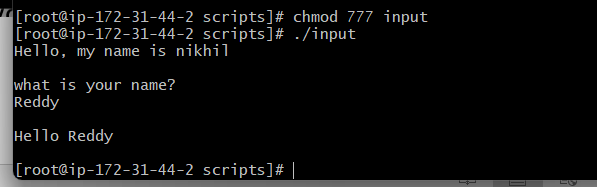 [root@ip-172-31-44-2 scripts]# chmod 777 input
[root@ip-172-31-44-2 scripts]# ./input
Hello, my name is nikhil
what is your name?
Reddy
Hello Reddy
[root@ip-172-31-44-2 scripts]#